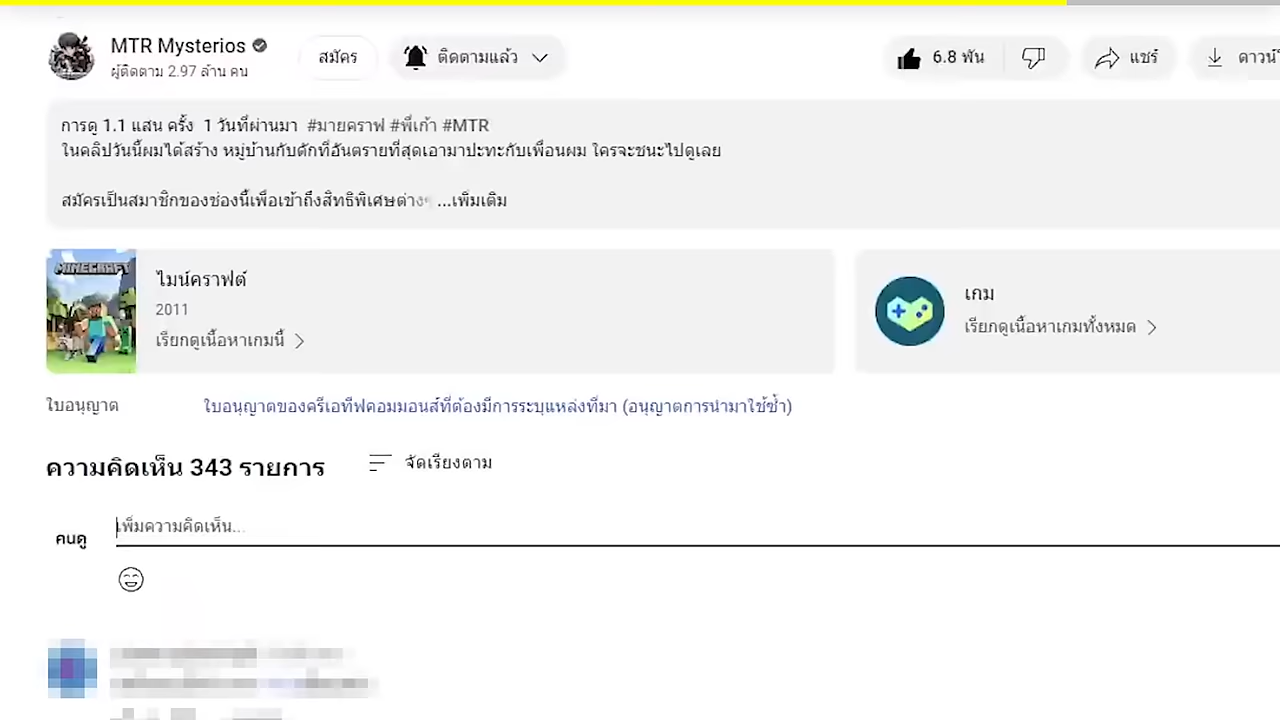 MTR Mysterios
ผู้ติดตาม 2.97 ล้าน คน
สมัคร
ติดตามแล้ว
6.8 พัน
แชร์
ดาวน์
การดู 1.1 แสน ครั้ง 1 วันที่ผ่านมา #มายคราฟ #พี่เก้า #MTR
ในคลิปวันนี้ผมได้สร้าง หมู่บ้านกับดักที่อันตรายที่สุดเอามาปะทะกับเพื่อนผม ใครจะชนะไปดูเลย
สมัครเป็นสมาชิกของช่องนี้เพื่อเข้าถึงสิทธิพิเศษต่างๆ ...เพิ่มเติม
MINECRAFT
ไมน์คราฟต์
2011
เรียกดูเนื้อหาเกมนี้
เกม
เรียกดูเนื้อหาเกมทั้งหมด
ใบอนุญาต
ใบอนุญาตของครีเอทีฟคอมมอนส์ที่ต้องมีการระบุแหล่งที่มา (อนุญาตการนำมาใช้ซ้ำ)
ความคิดเห็น 343 รายการ
จัดเรียงตาม
คนดู
เพิ่มความคิดเห็น...